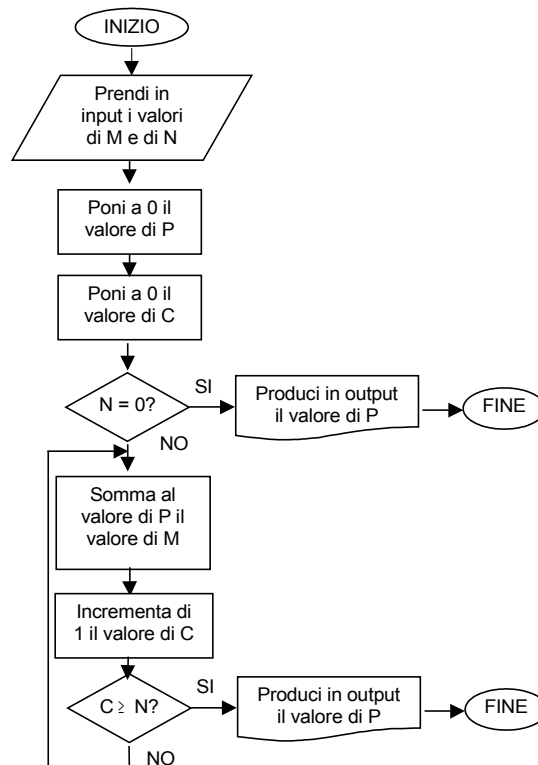 INIZIO
Prendi in
input i valori
di M e di N
Poni a 0 il
valore di P
Poni a 0 il
valore di C
N = 0?
SI
Produci in output
il valore di P
FINE
NO
Somma al
valore di P il
valore di M
Incrementa di
1 il valore di C
C ≥ N?
SI
Produci in output
il valore di P
FINE
NO